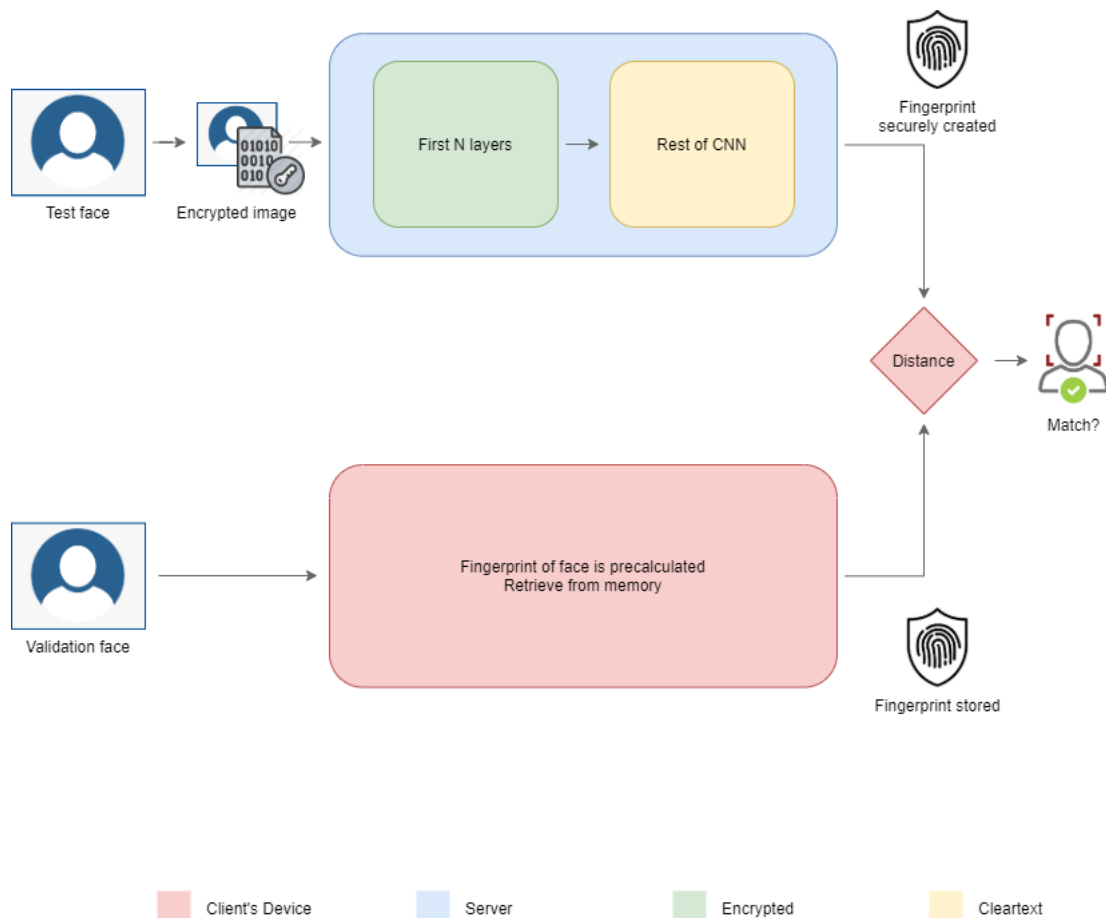 Test face
01010
0010
010
Encrypted image
First N layers
Rest of CNN
Fingerprint
securely created
Distance
Match?
Validation face
Fingerprint of face is precalculated
Retrieve from memory
Fingerprint stored
Client's Device
Server
Encrypted
Cleartext